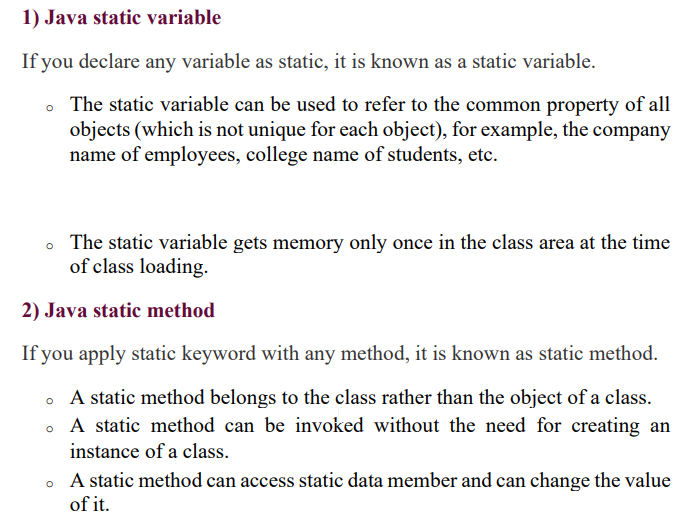 1) Java static variable
If you declare any variable as static, it is known as a static variable.
o The static variable can be used to refer to the common property of all
objects (which is not unique for each object), for example, the company
name of employees, college name of students, etc.
o The static variable gets memory only once in the class area at the time
of class loading.
2) Java static method
If you apply static keyword with any method, it is known as static method.
o A static method belongs to the class rather than the object of a class.
o A static method can be invoked without the need for creating an
instance of a class.
o A static method can access static data member and can change the value
of it.